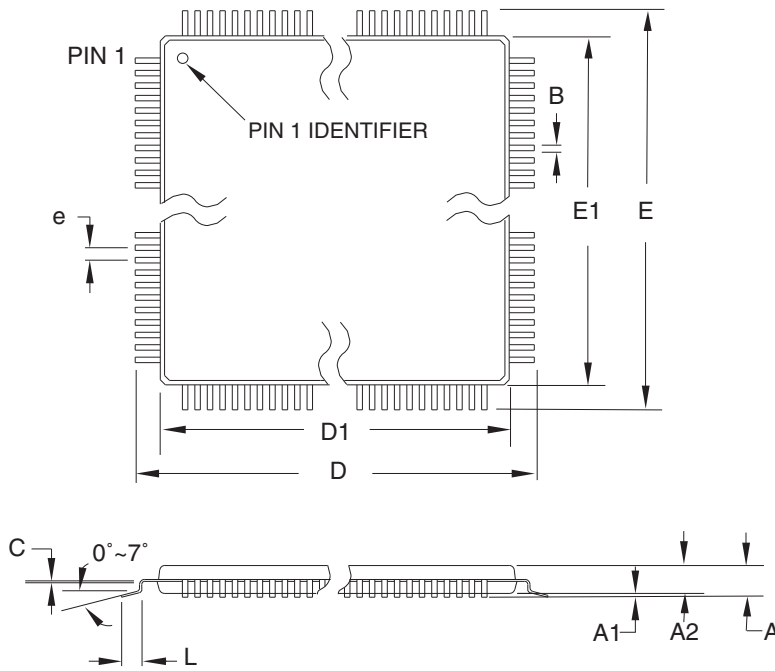 PIN 1
PIN 1 IDENTIFIER
B
e
E1
E
D1
D
C
0°~7°
L
A1
A2
A